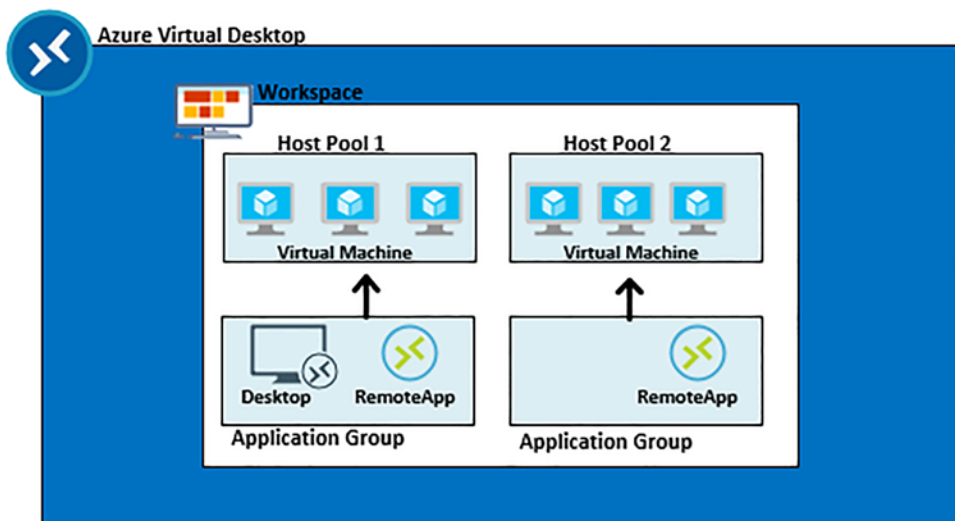 Azure Virtual Desktop
Workspace
Host Pool 1
Host Pool 2
Virtual Machine
Virtual Machine
Desktop
RemoteApp
RemoteApp
Application Group
Application Group